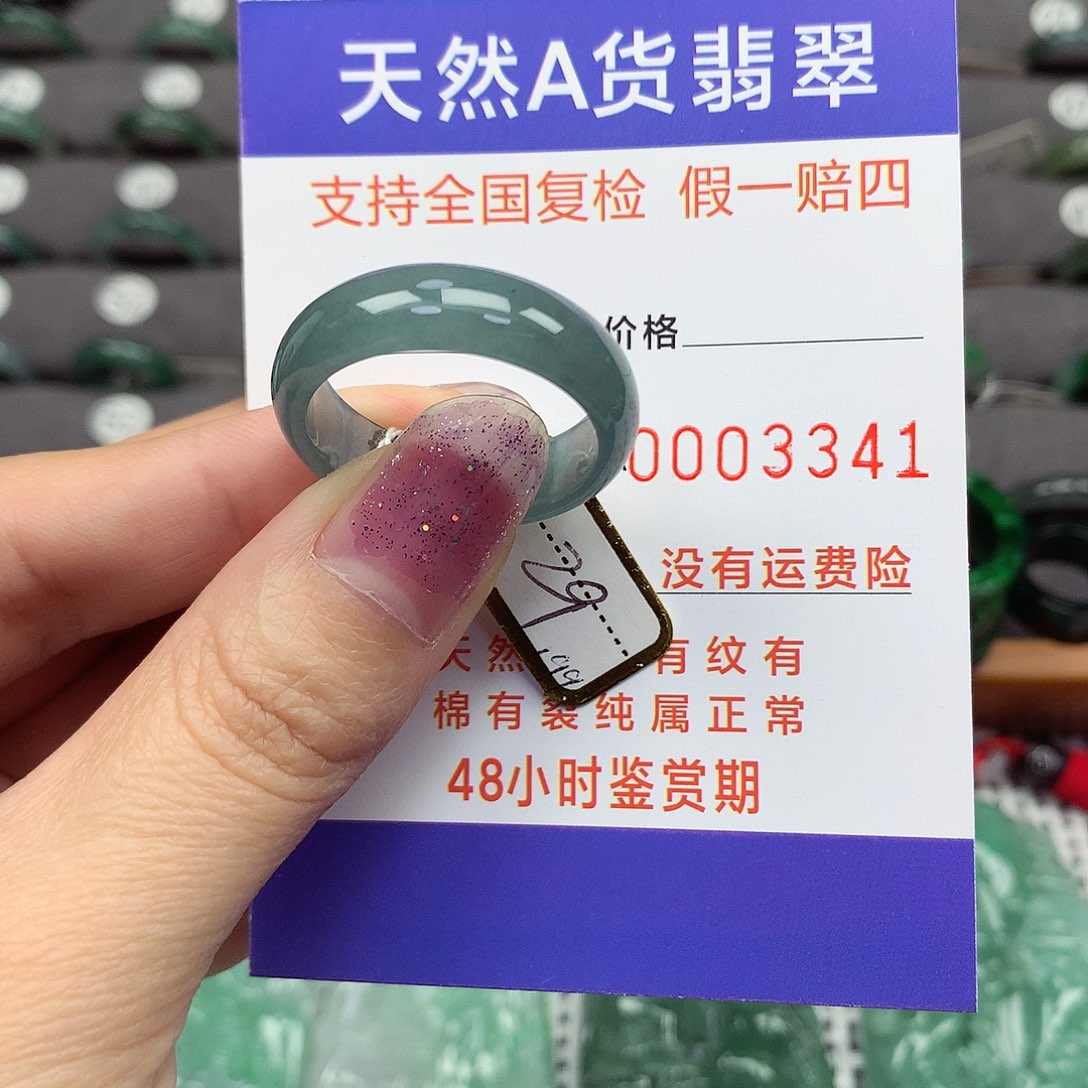 天然A货翡翠
支持全国复检 假一赔四
价格
0003341
没有运费险
29
天然 有纹有
199
棉有裂纯属正常
48小时鉴赏期